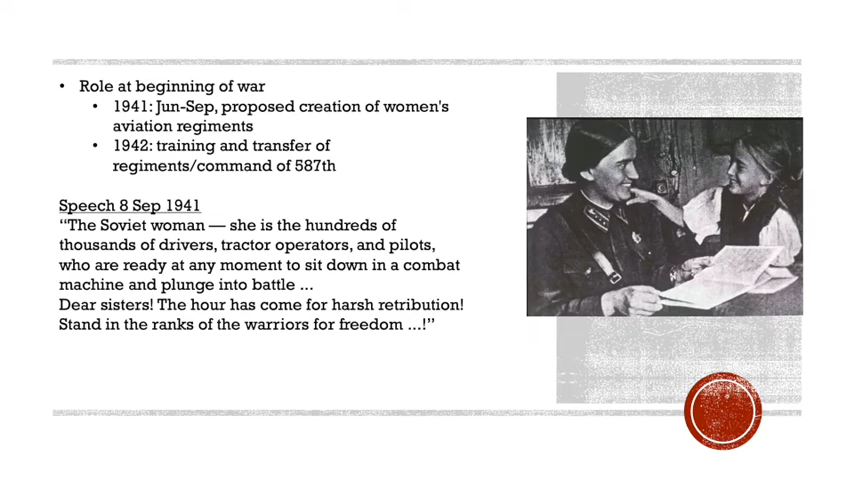 • Role at beginning of war
• 1941: Jun-Sep, proposed creation of women's
aviation regiments
• 1942: training and transfer of
regiments/command of 587th
Speech 8 Sep 1941
“The Soviet woman — she is the hundreds of
thousands of drivers, tractor operators, and pilots,
who are ready at any moment to sit down in a combat
machine and plunge into battle ...
Dear sisters! The hour has come for harsh retribution!
Stand in the ranks of the warriors for freedom ...!”